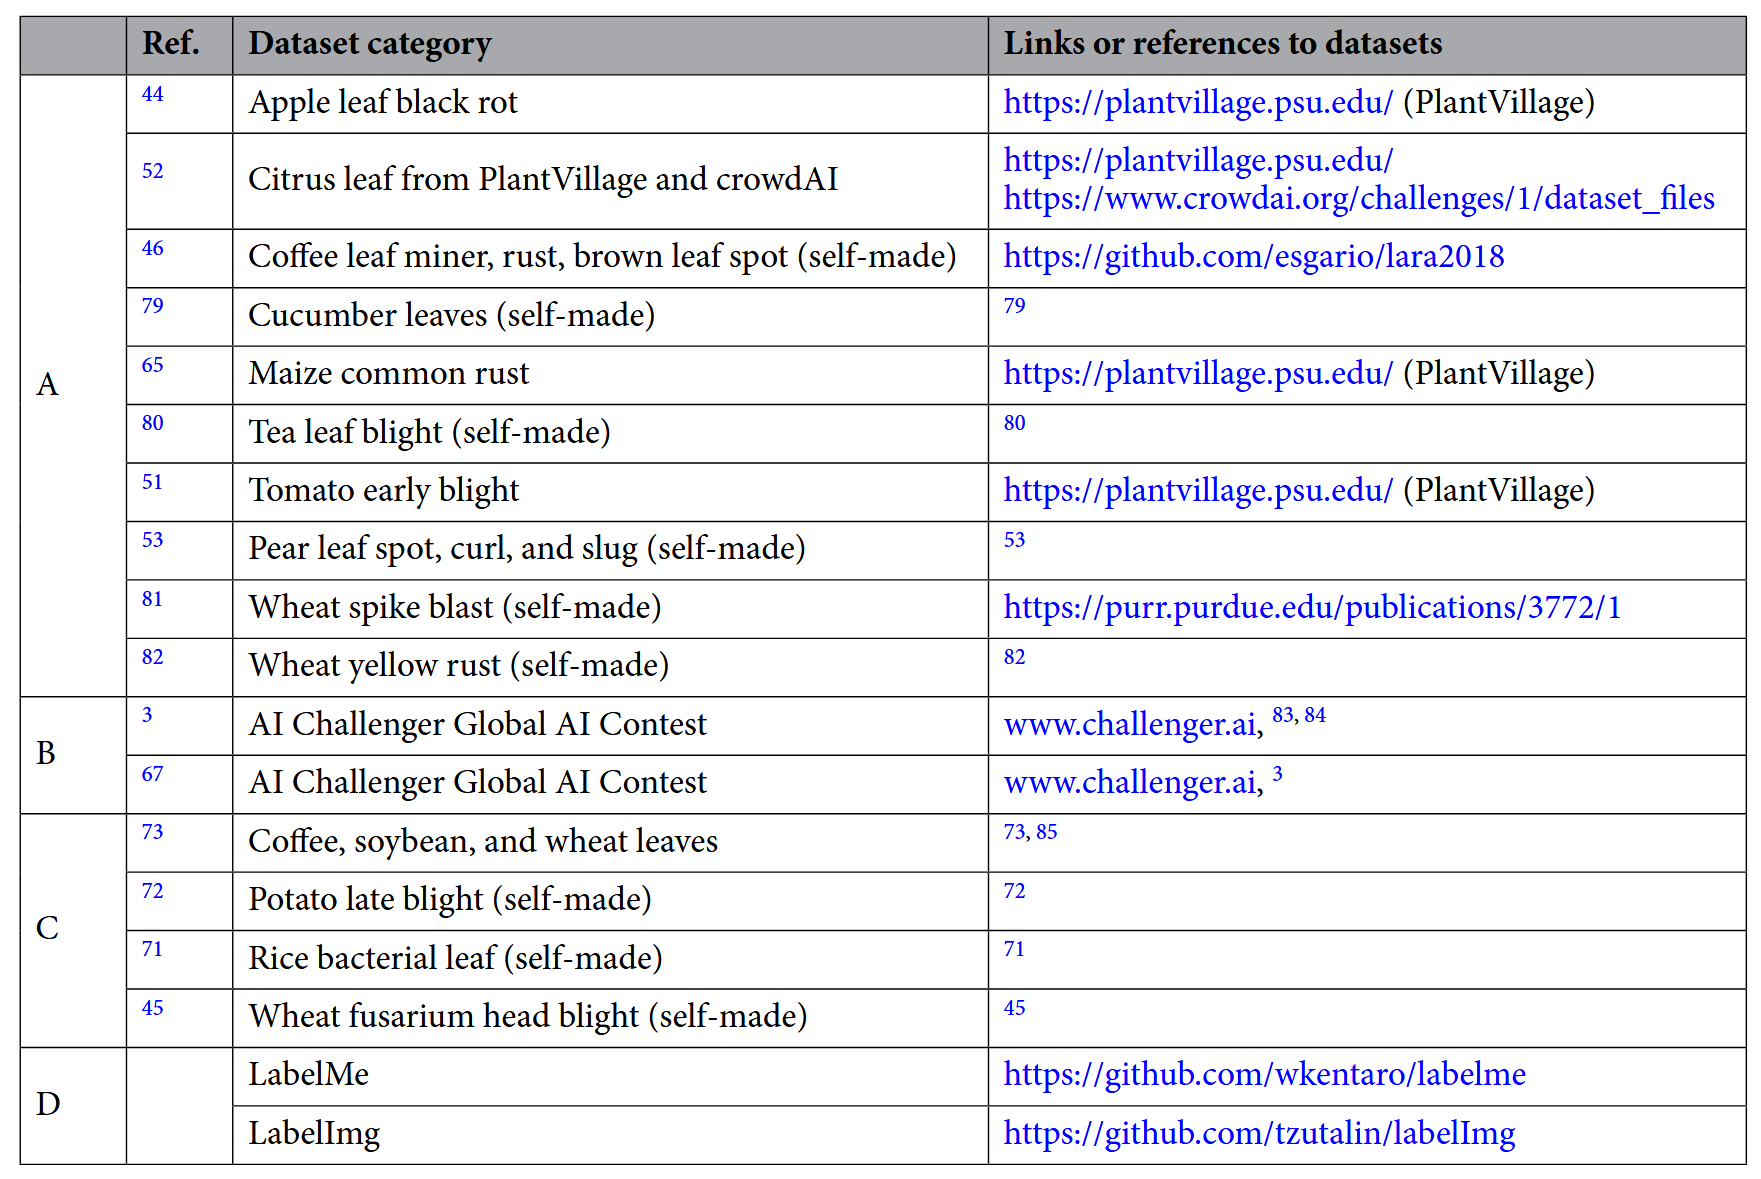 Ref. Dataset category Links or references to datasets
A
44 Apple leaf black rot https://plantvillage.psu.edu/ (PlantVillage)
52 Citrus leaf from PlantVillage and crowdAI https://plantvillage.psu.edu/
https://www.crowdai.org/challenges/1/dataset_files
46 Coffee leaf miner, rust, brown leaf spot (self-made) https://github.com/esgario/lara2018
79 Cucumber leaves (self-made) 79
65 Maize common rust https://plantvillage.psu.edu/ (PlantVillage)
80 Tea leaf blight (self-made) 80
51 Tomato early blight https://plantvillage.psu.edu/ (PlantVillage)
53 Pear leaf spot, curl, and slug (self-made) 53
81 Wheat spike blast (self-made) https://purr.purdue.edu/publications/3772/1
82 Wheat yellow rust (self-made) 82
B
3 AI Challenger Global AI Contest www.challenger.ai, 83, 84
67 AI Challenger Global AI Contest www.challenger.ai, 3
C
73 Coffee, soybean, and wheat leaves 73, 85
72 Potato late blight (self-made) 72
71 Rice bacterial leaf (self-made) 71
45 Wheat fusarium head blight (self-made) 45
D
LabelMe https://github.com/wkentaro/labelme
LabelImg https://github.com/tzutalin/labelImg